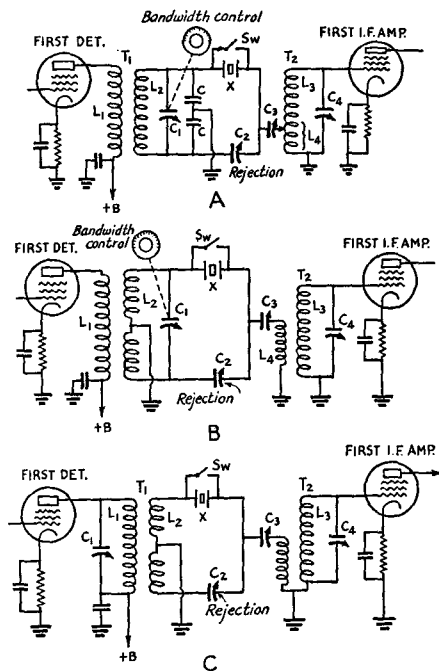 Bandwidth control
FIRST DET.
T1
Sw
FIRST I.F. AMP.
L1
L2
C
X
T2
C1
C
C3
L3
C4
C2
L4
Rejection
+B
A
Bandwidth control
FIRST DET.
Sw
FIRST I.F. AMP.
L1
L2
C1
X
T2
C3
L3
C4
C2
L4
Rejection
+B
B
FIRST DET.
T1
Sw
FIRST I.F. AMP.
L1
L2
X
T2
C1
C3
L3
C4
C2
Rejection
+B
C